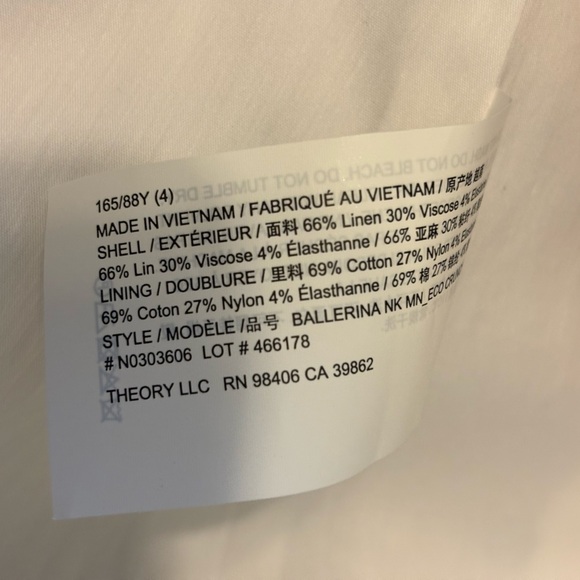 165/88Y (4)
MADE IN VIETNAM / FABRIQUÉ AU VIETNAM / 原产地
SHELL / EXTÉRIEUR / 面料 66% Linen 30% Viscose 4%
66% Lin 30% Viscose 4% Élasthanne / 66% 亚麻 30%
LINING / DOUBLURE / 里料 69% Cotton 27% Nylon 4%
69% Coton 27% Nylon 4% Élasthanne / 69% 棉 27%
STYLE / MODÈLE /品号 BALLERINA NK MN_ECO
# N0303606 LOT # 466178
THEORY LLC RN 98406 CA 39862